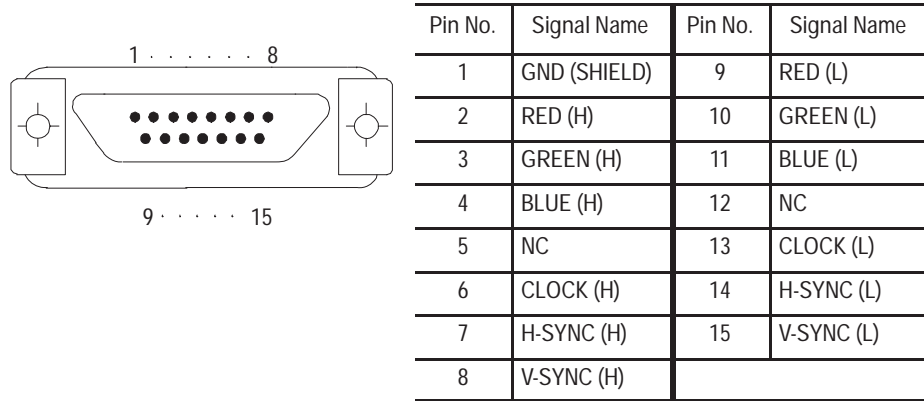 1 · · · · · · 8
9 · · · · · 15
Pin No. Signal Name Pin No. Signal Name
1 GND (SHIELD) 9 RED (L)
2 RED (H) 10 GREEN (L)
3 GREEN (H) 11 BLUE (L)
4 BLUE (H) 12 NC
5 NC 13 CLOCK (L)
6 CLOCK (H) 14 H-SYNC (L)
7 H-SYNC (H) 15 V-SYNC (L)
8 V-SYNC (H)